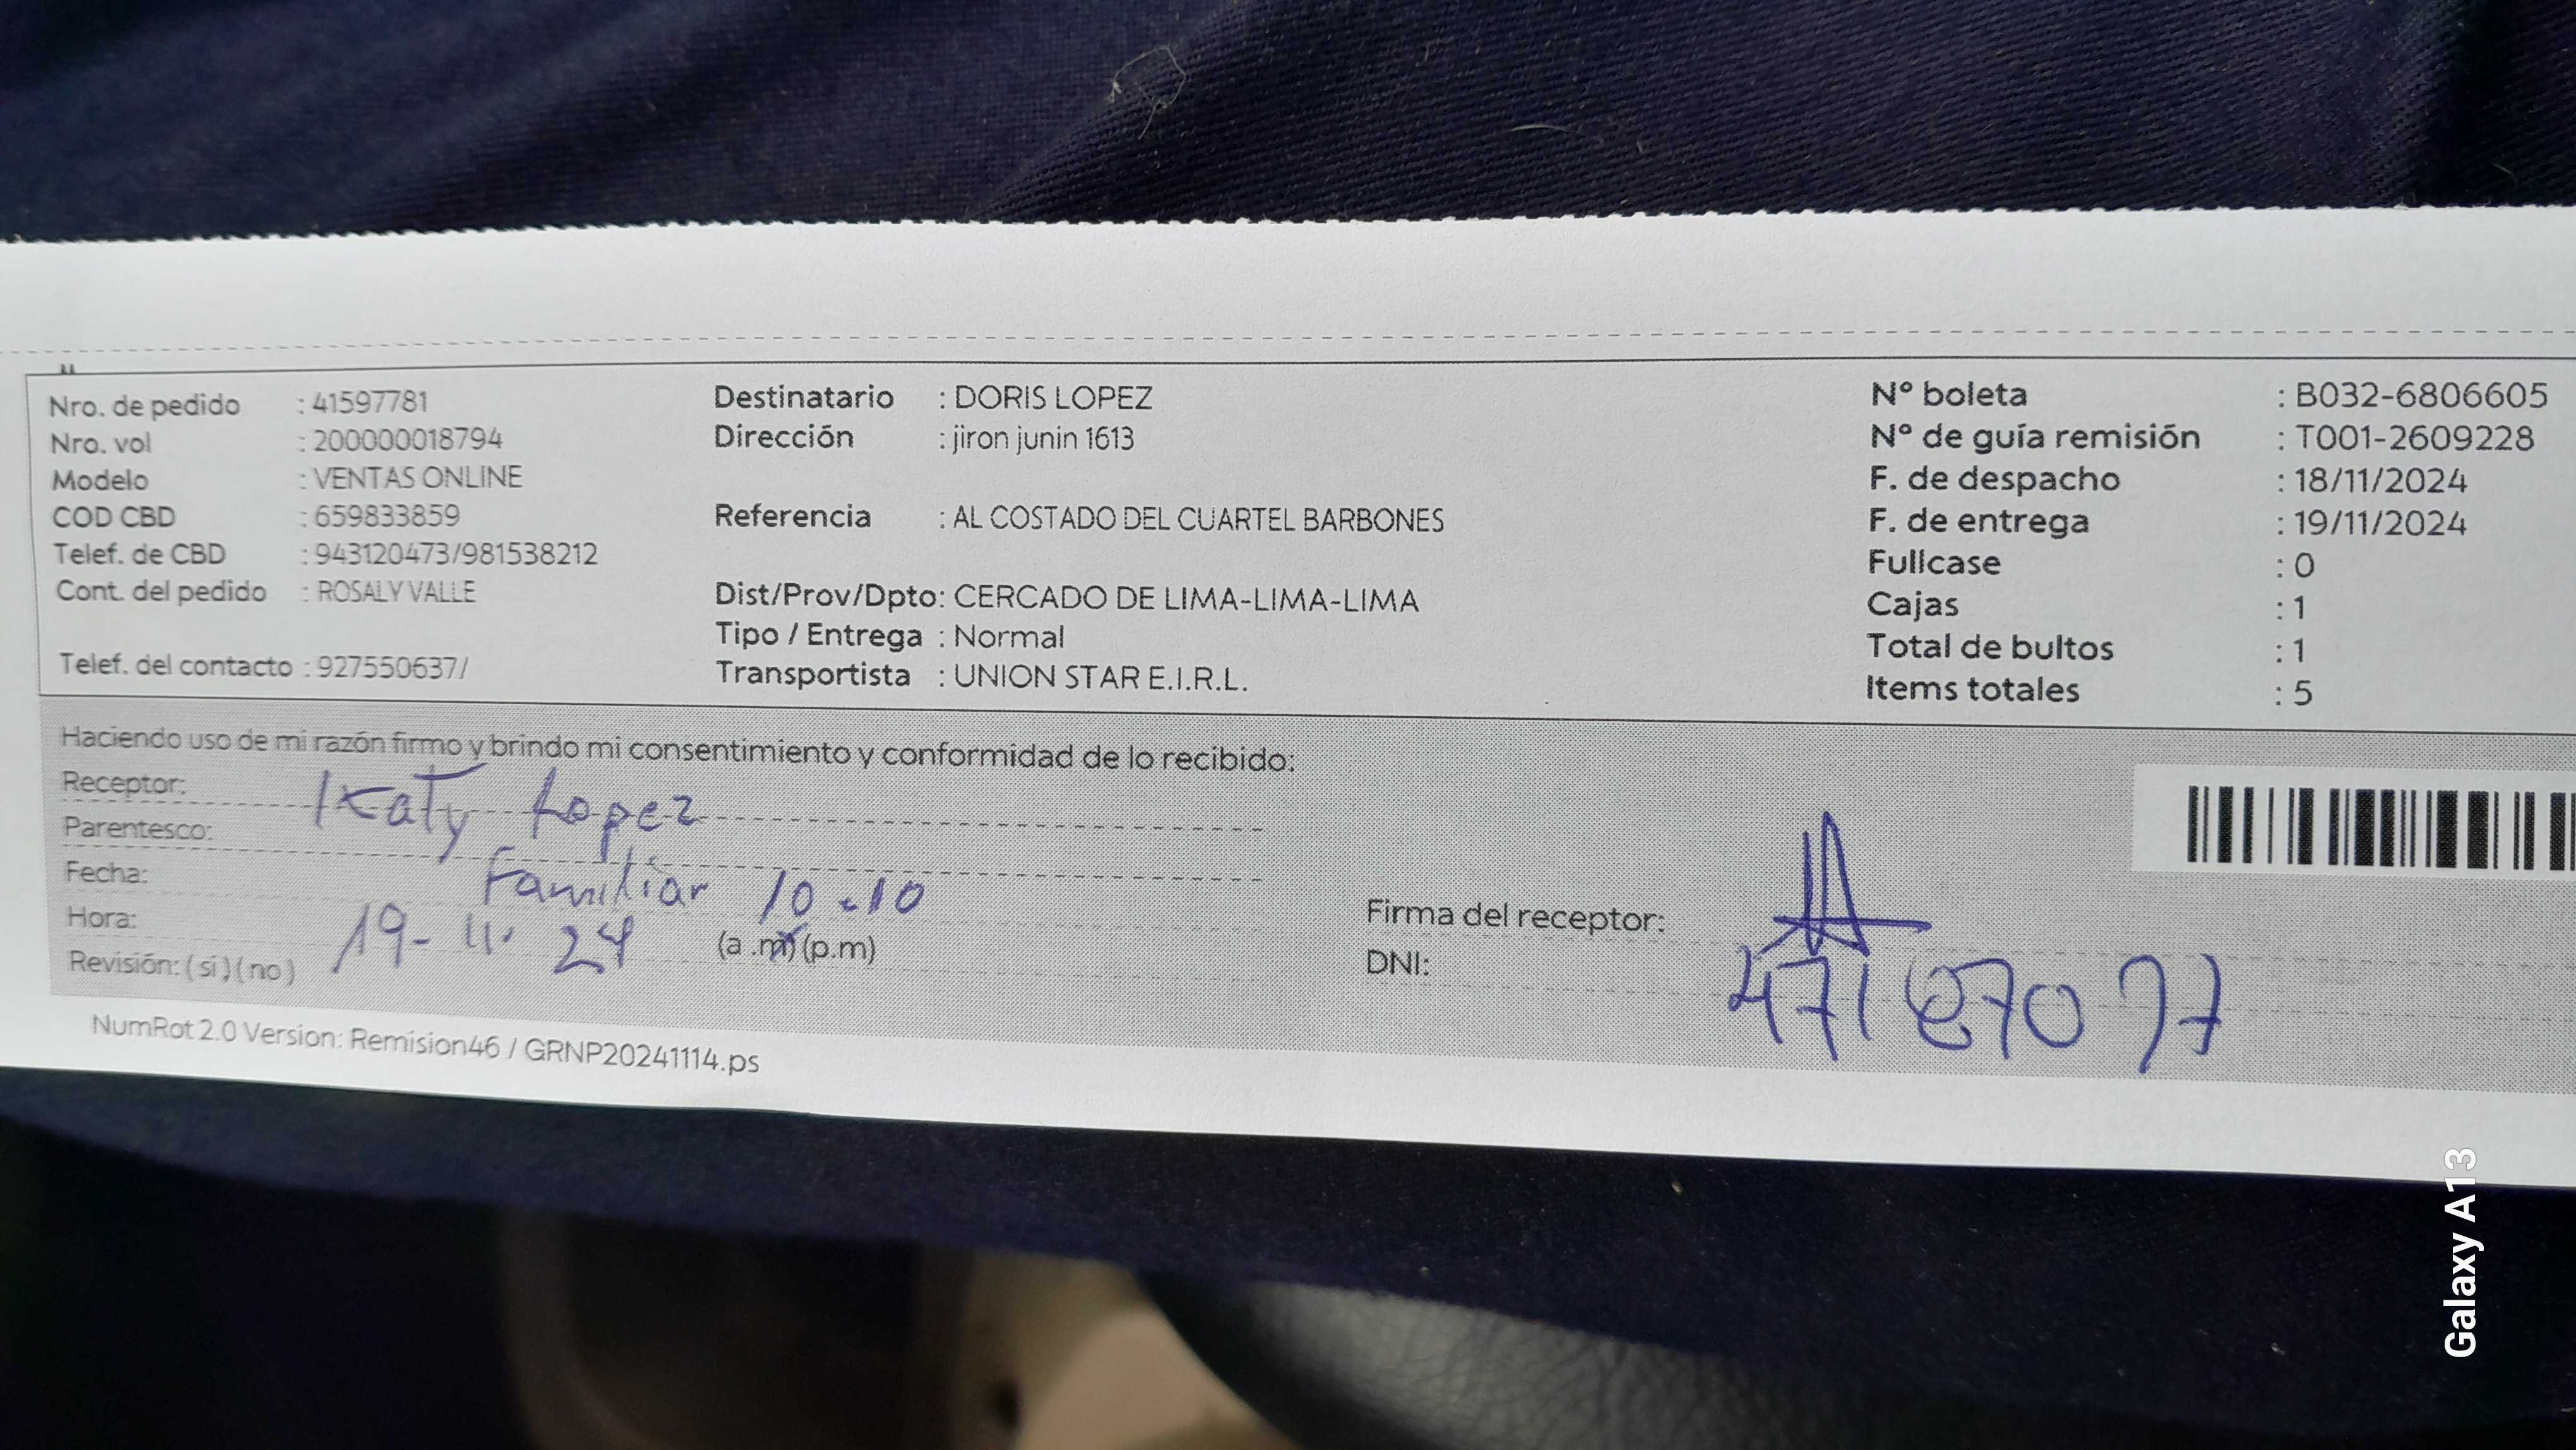 Nro. de pedido : 41597781
Nro. vol : 200000018794
Modelo : VENTAS ONLINE
COD CBD : 659833859
Telef. de CBD : 943120473/981538212
Cont. del pedido : ROSALY VALLE
Telef. del contacto : 927550637/
Destinatario : DORIS LOPEZ
Dirección : jiron junin 1613
Referencia : AL COSTADO DEL CUARTEL BARBONES
Dist/Prov/Dpto: CERCADO DE LIMA-LIMA-LIMA
Tipo / Entrega : Normal
Transportista : UNION STAR E.I.R.L.
Nº boleta : B032-6806605
Nº de guía remisión : T001-2609228
F. de despacho : 18/11/2024
F. de entrega : 19/11/2024
Fullcase : 0
Cajas : 1
Total de bultos : 1
Items totales : 5
Haciendo uso de mi razón firmo y brindo mi consentimiento y conformidad de lo recibido:
Receptor: Katy Lopez
Parentesco: Familiar
Fecha: 19-11-24
Hora: 10.10 (a.m) (p.m)
Revisión: (si) (no)
Firma del receptor:
DNI:
NumRot 2.0 Version: Remision46 / GRNP20241114.ps
Galaxy A13